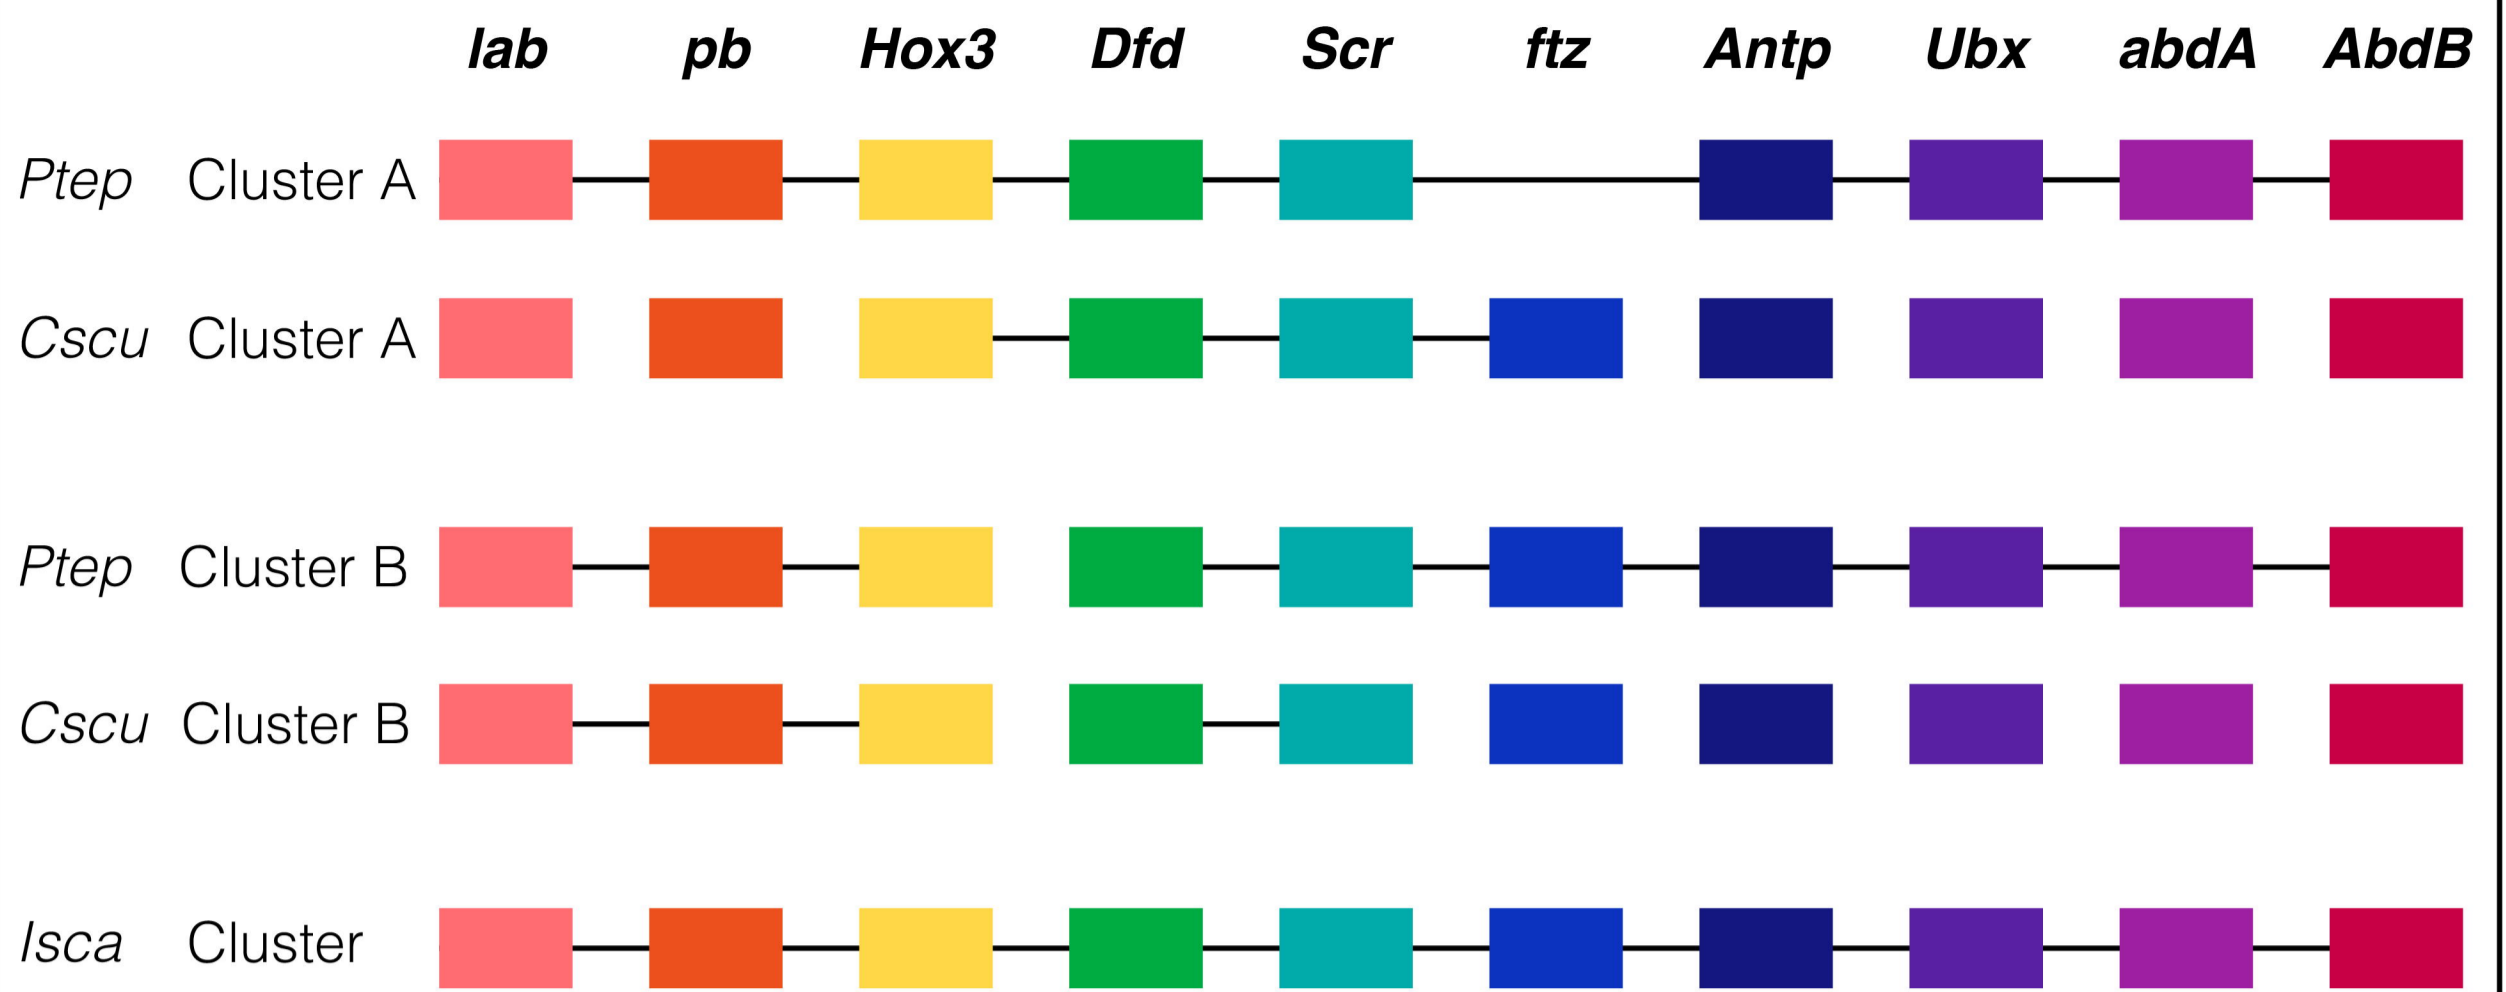 lab pb Hox3 Dfd Scr ftz Antp Ubx abdA AbdB
Ptep Cluster A
Cscu Cluster A
Ptep Cluster B
Cscu Cluster B
Isca Cluster